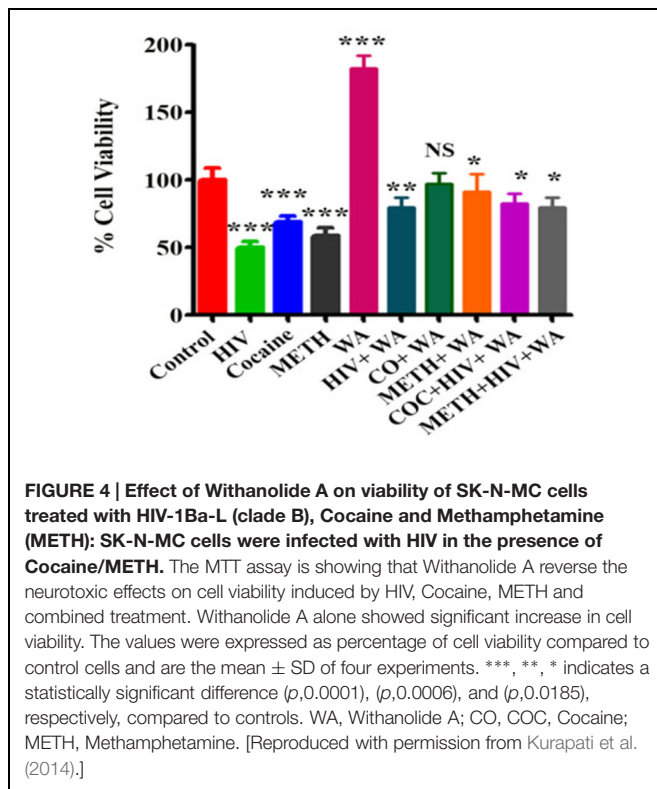 200
150
100
50
0
% Cell Viability
***
***
***
***
**
NS
*
*
*
Control
HIV
Cocaine
METH
WA
HIV+ WA
CO+ WA
METH+ WA
COC+HIV+ WA
METH+HIV+WA
FIGURE 4 | Effect of Withanolide A on viability of SK-N-MC cells
treated with HIV-1Ba-L (clade B), Cocaine and Methamphetamine
(METH): SK-N-MC cells were infected with HIV in the presence of
Cocaine/METH. The MTT assay is showing that Withanolide A reverse the
neurotoxic effects on cell viability induced by HIV, Cocaine, METH and
combined treatment. Withanolide A alone showed significant increase in cell
viability. The values were expressed as percentage of cell viability compared to
control cells and are the mean ± SD of four experiments. ***, **, * indicates a
statistically significant difference (p,0.0001), (p,0.0006), and (p,0.0185),
respectively, compared to controls. WA, Withanolide A; CO, COC, Cocaine;
METH, Methamphetamine. [Reproduced with permission from Kurapati et al.
(2014).]